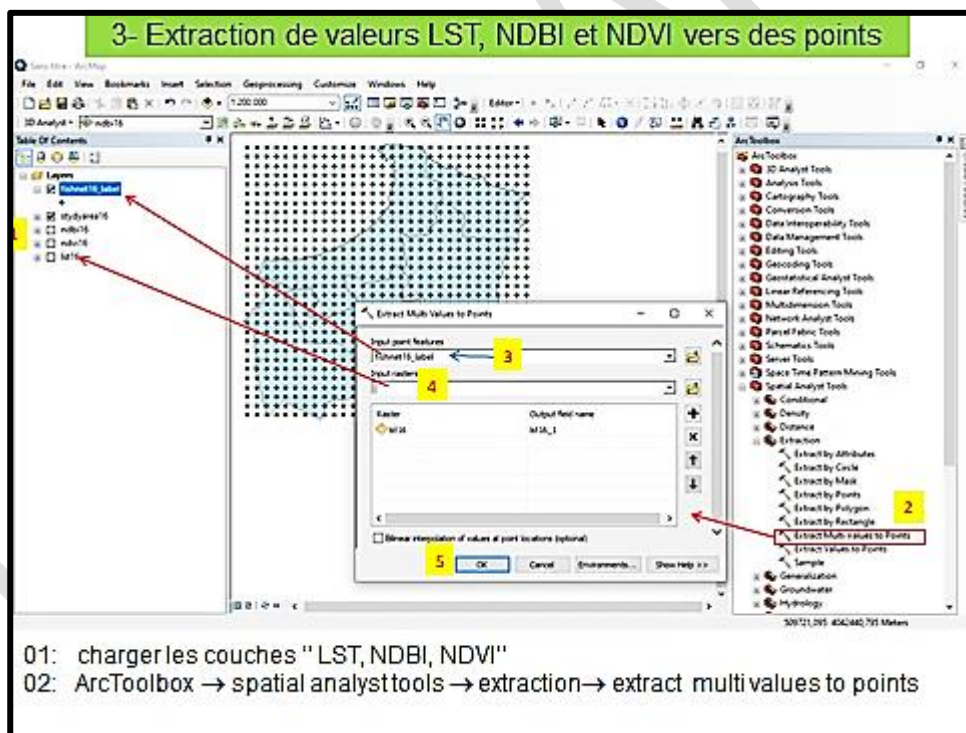 3- Extraction de valeurs LST, NDBI et NDVI vers des points
File Edit View Bookmarks Insert Selection Geoprocessing Customize Windows Help
1:200 000
Editor
3D Analyst
ndbi16
Table Of Contents
Layers
fishnet16_label
studyarea16
ndbi16
ndvi16
lst16
1
Extract Multi Values to Points
Input point features
fishnet16_label
3
Input rasters
4
Raster
Output field name
lst16
lst16_1
Bilinear interpolation of values at point locations (optional)
5
OK
Cancel
Environments...
Show Help >>
ArcToolbox
ArcToolbox
3D Analyst Tools
Analysis Tools
Cartography Tools
Conversion Tools
Data Interoperability Tools
Data Management Tools
Editing Tools
Geocoding Tools
Geostatistical Analyst Tools
Linear Referencing Tools
Multidimension Tools
Network Analyst Tools
Parcel Fabric Tools
Schematics Tools
Server Tools
Space Time Pattern Mining Tools
Spatial Analyst Tools
Conditional
Density
Distance
Extraction
Extract by Attributes
Extract by Circle
Extract by Mask
Extract by Points
Extract by Polygon
Extract by Rectangle
2
Extract Multi Values to Points
Extract Values to Points
Sample
Generalization
Groundwater
Hydrology
Meters
01: charger les couches " LST, NDBI, NDVI"
02: ArcToolbox → spatial analyst tools → extraction→ extract multi values to points